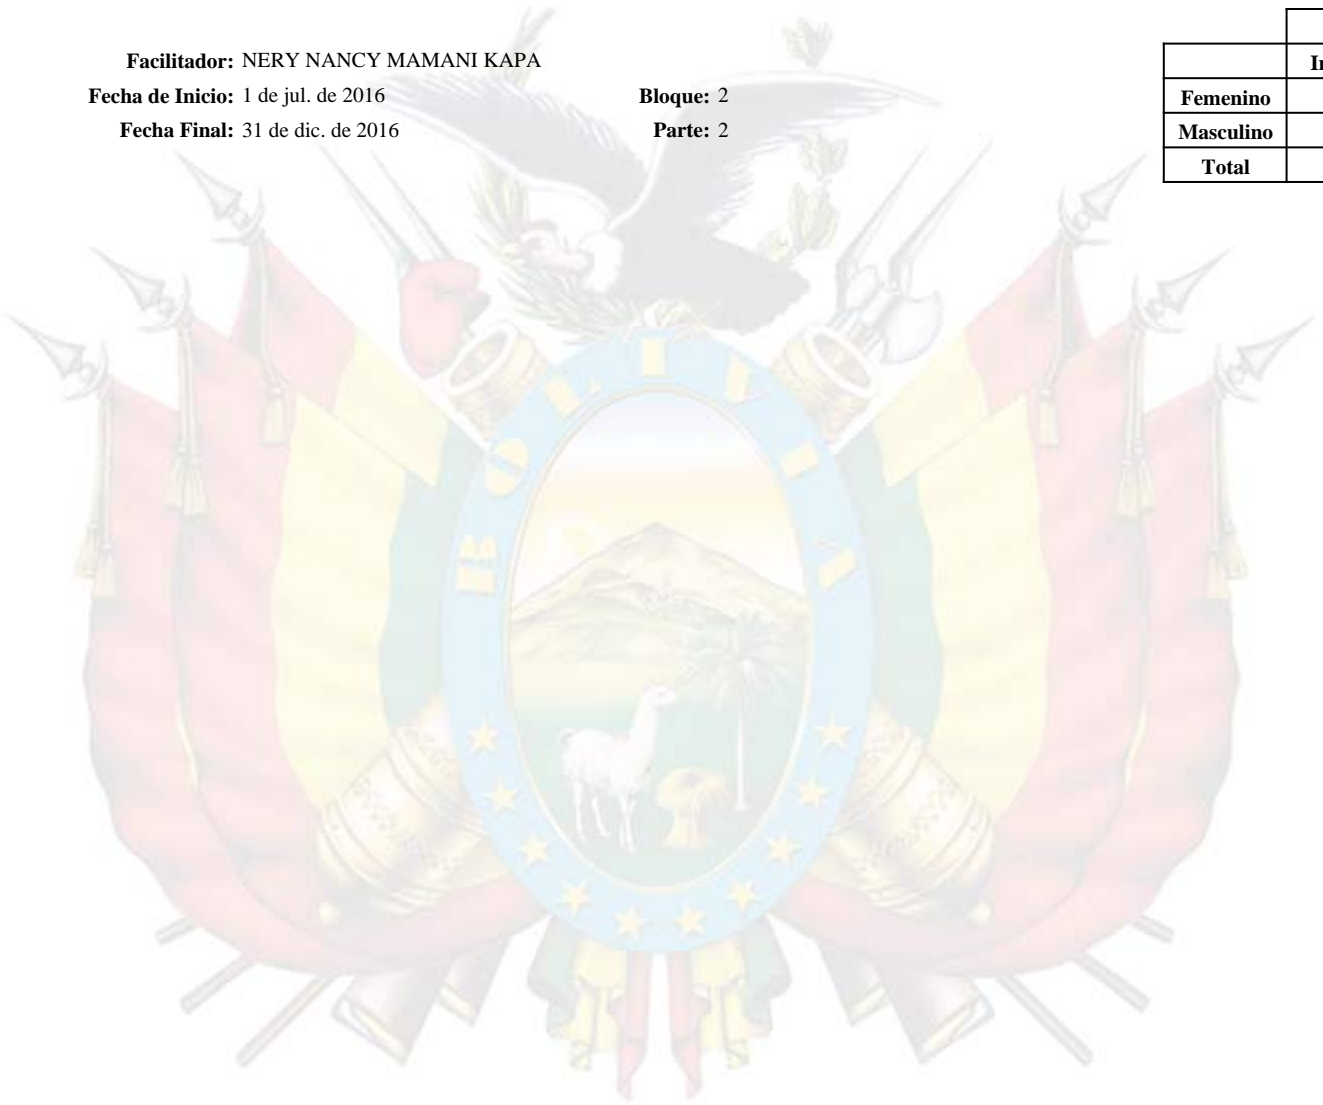 Facilitador: NERY NANCY MAMANI KAPA
Fecha de Inicio: 1 de jul. de 2016 Bloque: 2
Fecha Final: 31 de dic. de 2016 Parte: 2
Femenino
Masculino
Total
BOLIVIA